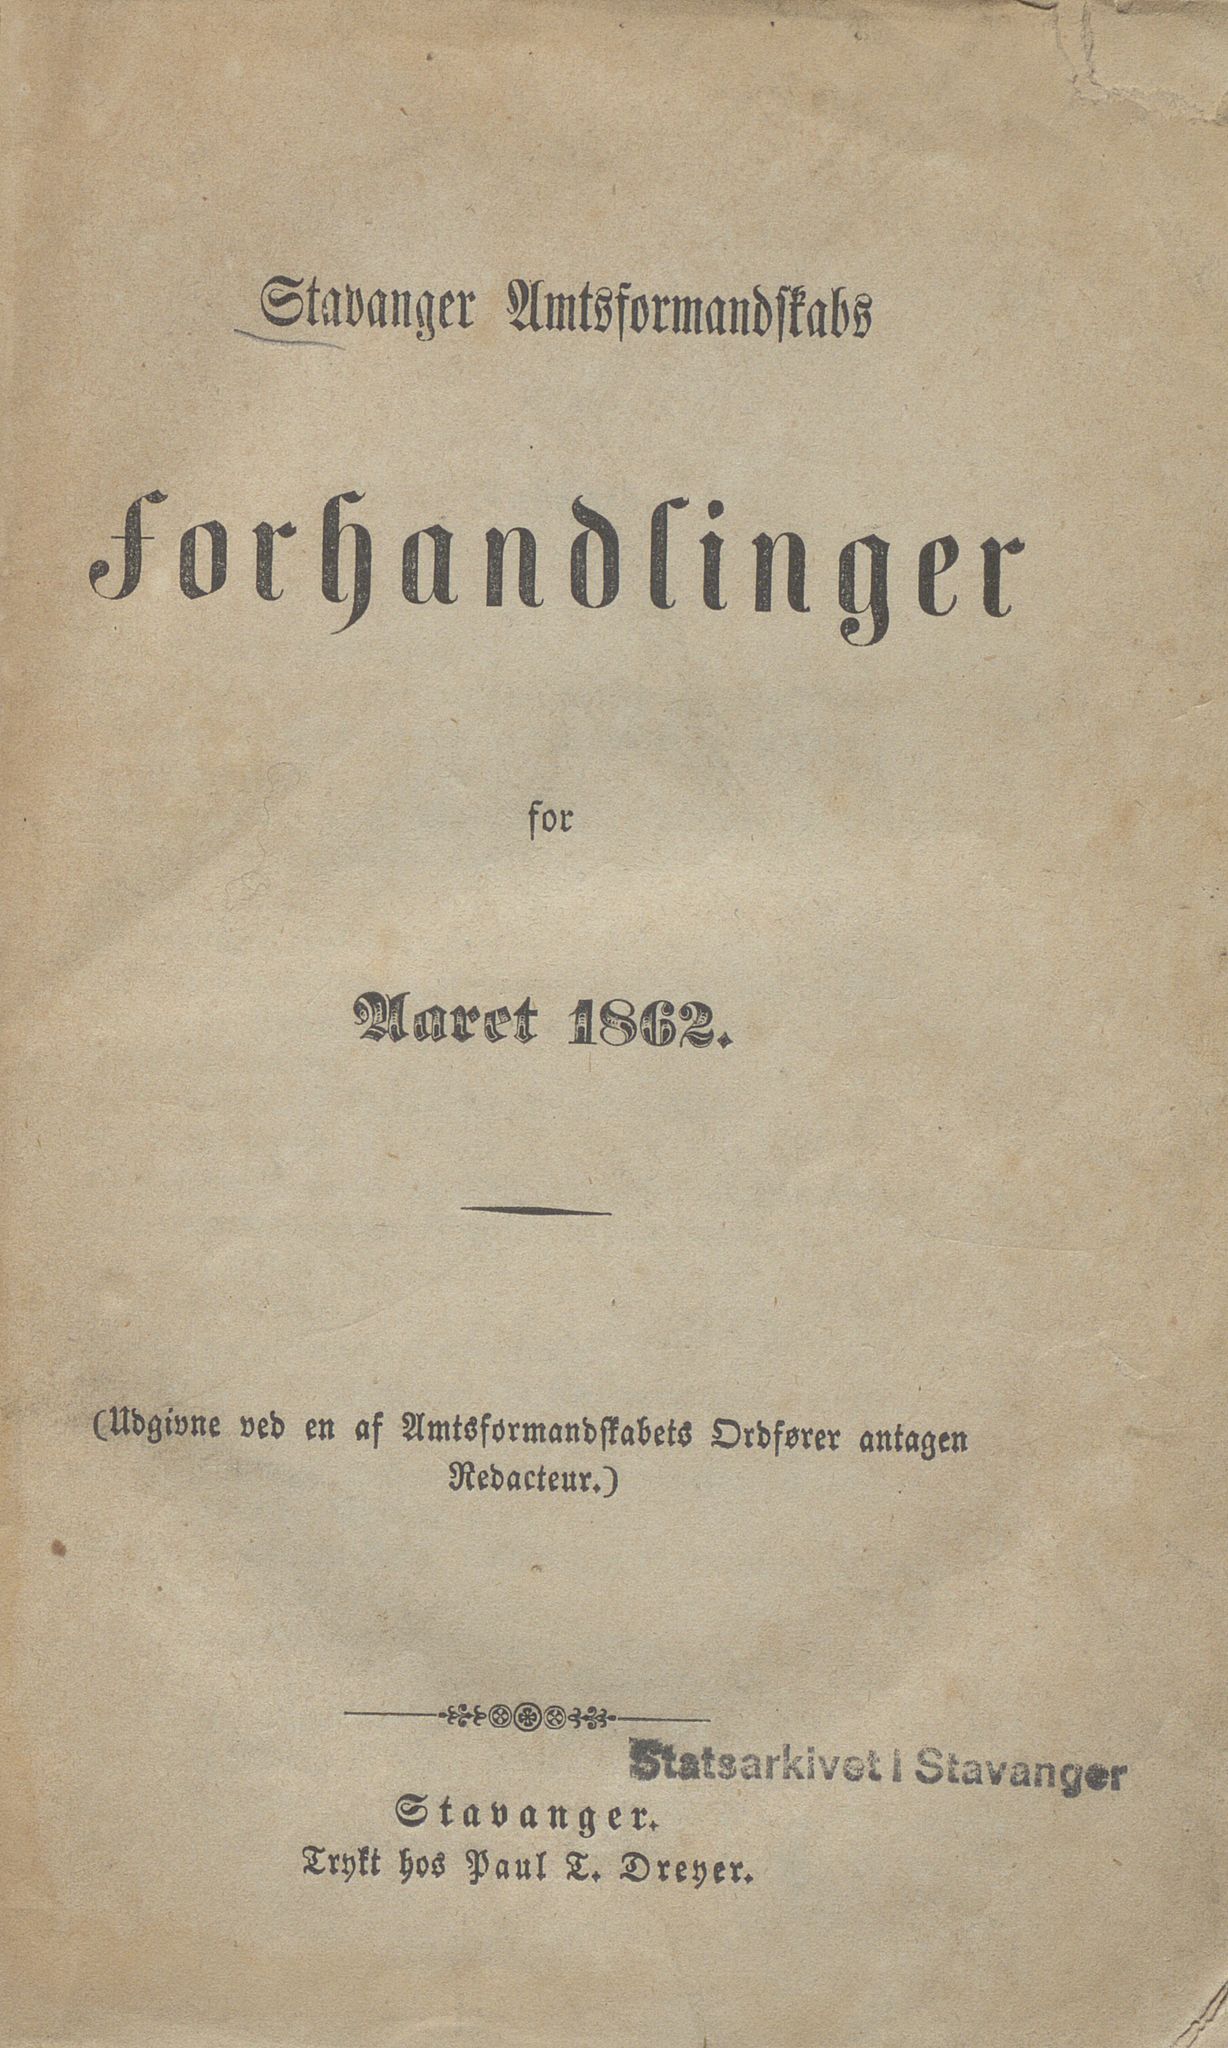 Stavanger Amtsformandskabs
Forhandlinger
for
Aaret 1862.
(Udgivne ved en af Amtsformandskabets Ordfører antagen
Redacteur.)
Statsarkivet i Stavanger
Stavanger.
Trykt hos Paul T. Dreyer.